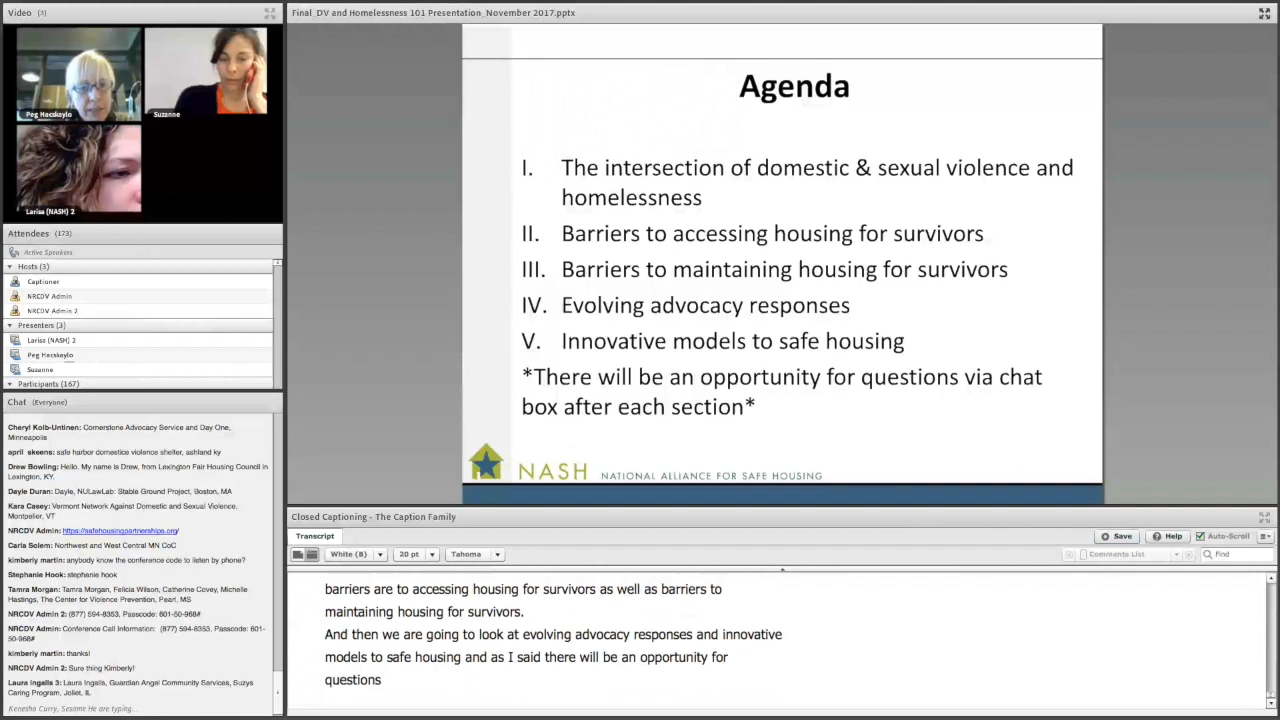 Video (3)
Peg Hacskaylo
Suzanne
Larisa (NASH) 2
Attendees (173)
Active Speakers
Hosts (3)
Captioner
NRCDV Admin
NRCDV Admin 2
Presenters (3)
Larisa (NASH) 2
Peg Hacskaylo
Suzanne
Participants (167)
Chat (Everyone)
Cheryl Kolb-Untinen: Cornerstone Advocacy Service and Day One,
Minneapolis
april skeens: safe harbor domestice violence shelter, ashland ky
Drew Bowling: Hello. My name is Drew, from Lexington Fair Housing Council in
Lexington, KY.
Dayle Duran: Dayle, NULawLab: Stable Ground Project, Boston, MA
Kara Casey: Vermont Network Against Domestic and Sexual Violence.
Montpelier, VT
NRCDV Admin: https://safehousingpartnerships.org/
Carla Solem: Northwest and West Central MN CoC
kimberly martin: anybody know the conference code to listen by phone?
Stephanie Hook: stephanie hook
Tamra Morgan: Tamra Morgan, Felicia Wilson, Catherine Covey, Michelle
Hastings, The Center for Violence Prevention, Pearl, MS
NRCDV Admin 2: (877) 594-8353, Passcode: 601-50-968#
NRCDV Admin: Conference Call Information: (877) 594-8353, Passcode: 601-
50-968#
kimberly martin: thanks!
NRCDV Admin 2: Sure thing Kimberly!
Laura Ingalls 3: Laura Ingalls, Guardian Angel Community Services, Suzys
Caring Program, Joliet, IL
Kenesha Curry, Sesame He are typing...
Final_DV and Homelessness 101 Presentation_November 2017.pptx
Agenda
I. The intersection of domestic & sexual violence and
homelessness
II. Barriers to accessing housing for survivors
III. Barriers to maintaining housing for survivors
IV. Evolving advocacy responses
V. Innovative models to safe housing
*There will be an opportunity for questions via chat
box after each section*
NASH NATIONAL ALLIANCE FOR SAFE HOUSING
Closed Captioning - The Caption Family
Transcript
Save Help Auto-Scroll
White (B) 20 pt Tahoma Comments List Find
barriers are to accessing housing for survivors as well as barriers to
maintaining housing for survivors.
And then we are going to look at evolving advocacy responses and innovative
models to safe housing and as I said there will be an opportunity for
questions